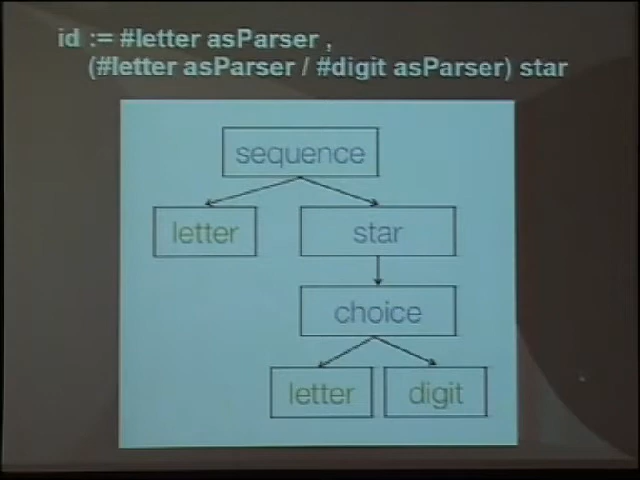 id := #letter asParser ,
(#letter asParser / #digit asParser) star
sequence
letter star
choice
letter digit